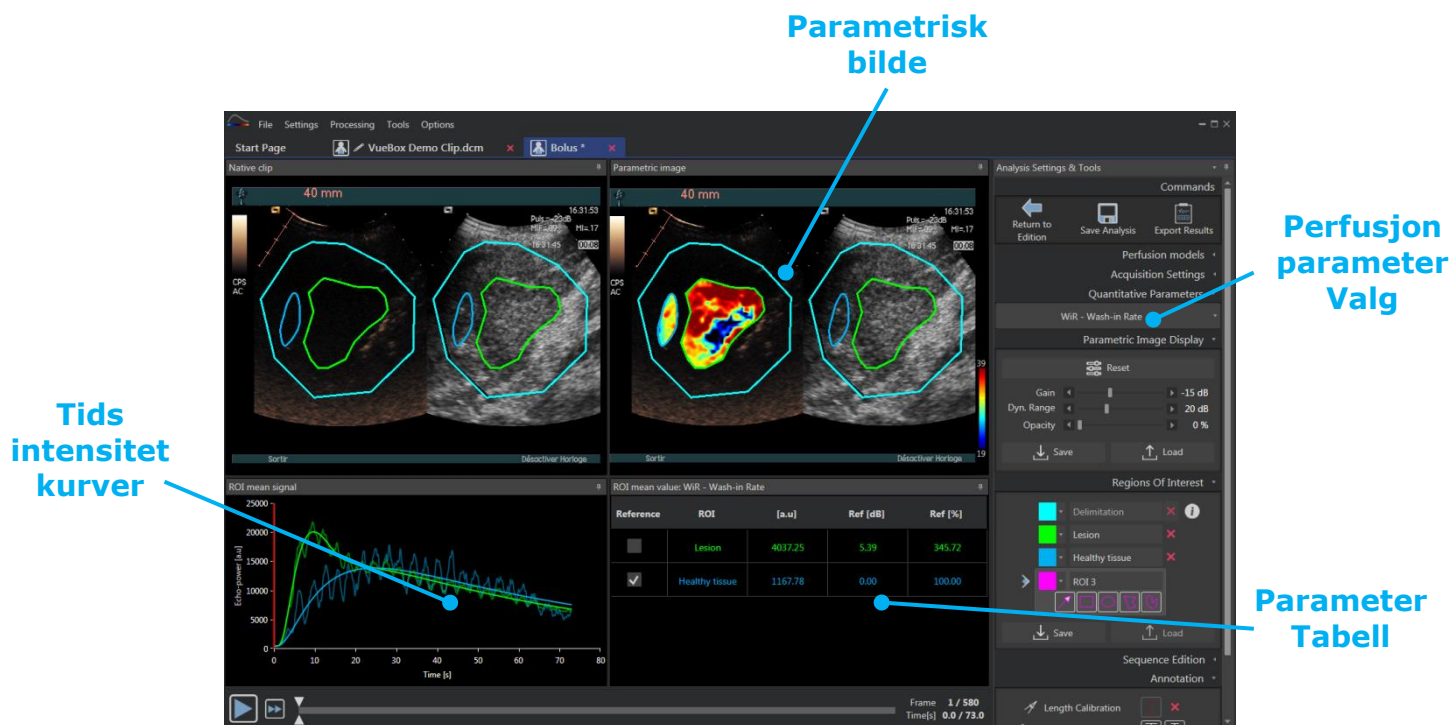 Parametrisk
bilde
File Settings Processing Tools Options
Start Page VueBox Demo Clip.dcm Bolus *
Native clip
40 mm
16:31:53
MI=.17
16:31:45
00:08
CPS
AC
Sortir
Désactiver Horloge
Parametric image
40 mm
16:31:53
MI=.17
16:31:45
00:08
CPS
AC
39
19
Sortir
Désactiver Horloge
Analysis Settings & Tools
Commands
Return to
Edition
Save Analysis
Export Results
Perfusion models
Acquisition Settings
Quantitative Parameters
WiR - Wash-in Rate
Parametric Image Display
Reset
Gain -15 dB
Dyn. Range 20 dB
Opacity 0 %
Save Load
Regions Of Interest
Delimitation
Lesion
Healthy tissue
ROI 3
Save Load
Sequence Edition
Annotation
Length Calibration
Perfusjon
parameter
Valg
Tids
intensitet
kurver
ROI mean signal
Echo-power [a.u]
25000
20000
15000
10000
5000
0
0 10 20 30 40 50 60 70 80
Time [s]
ROI mean value: WiR - Wash-in Rate
Reference ROI [a.u] Ref [dB] Ref [%]
Lesion 4037.25 5.39 345.72
Healthy tissue 1167.78 0.00 100.00
Parameter
Tabell
Frame 1 / 580
Time[s] 0.0 / 73.0